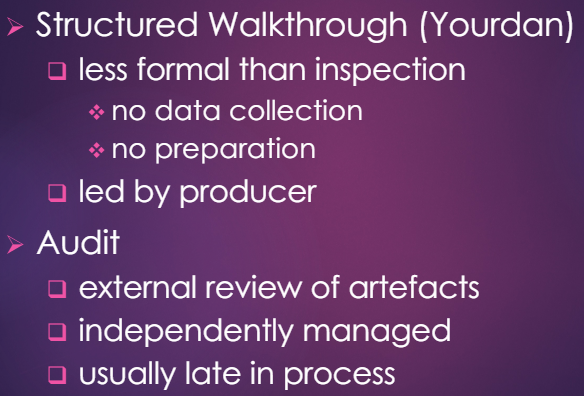 Structured Walkthrough (Yourdan)
less formal than inspection
no data collection
no preparation
led by producer
Audit
external review of artefacts
independently managed
usually late in process